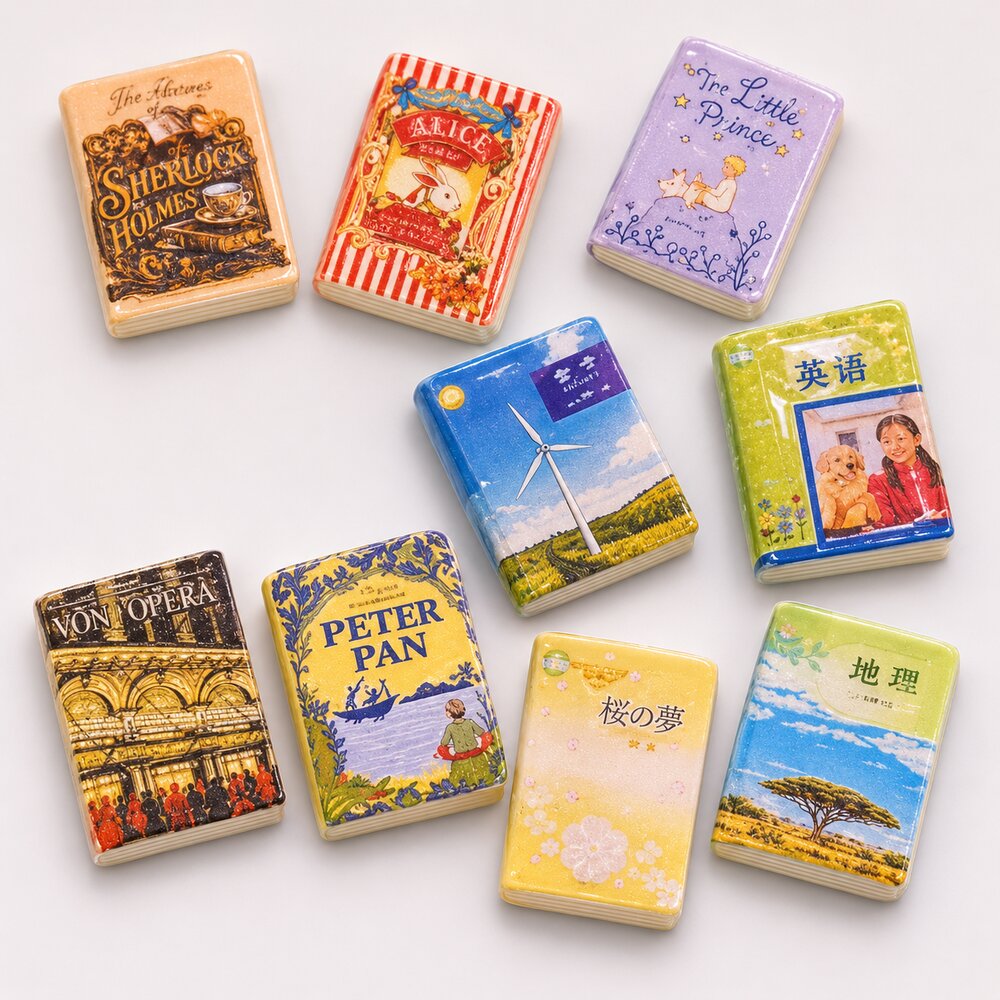 The Adtures
of
SHERLOCK
HOLMES
ALICE
The Little
Prince
英语
VON OPERA
PETER
PAN
桜の夢
地理